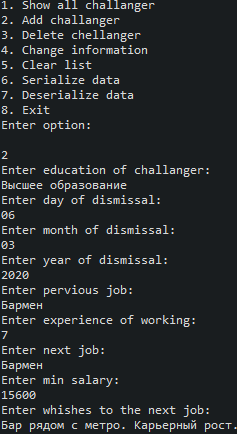 1. Show all challanger
2. Add challanger
3. Delete chellanger
4. Change information
5. Clear list
6. Serialize data
7. Deserialize data
8. Exit
Enter option:
2
Enter education of challanger:
Высшее образование
Enter day of dismissal:
06
Enter month of dismissal:
03
Enter year of dismissal:
2020
Enter pervious job:
Бармен
Enter experience of working:
7
Enter next job:
Бармен
Enter min salary:
15600
Enter whishes to the next job:
Бар рядом с метро. Карьерный рост.